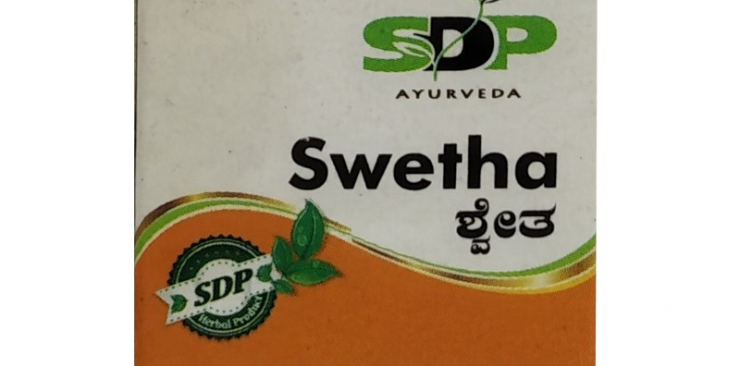 SDP
AYURVEDA
Swetha
ಶ್ವೇತ
SDP
Herbal Product